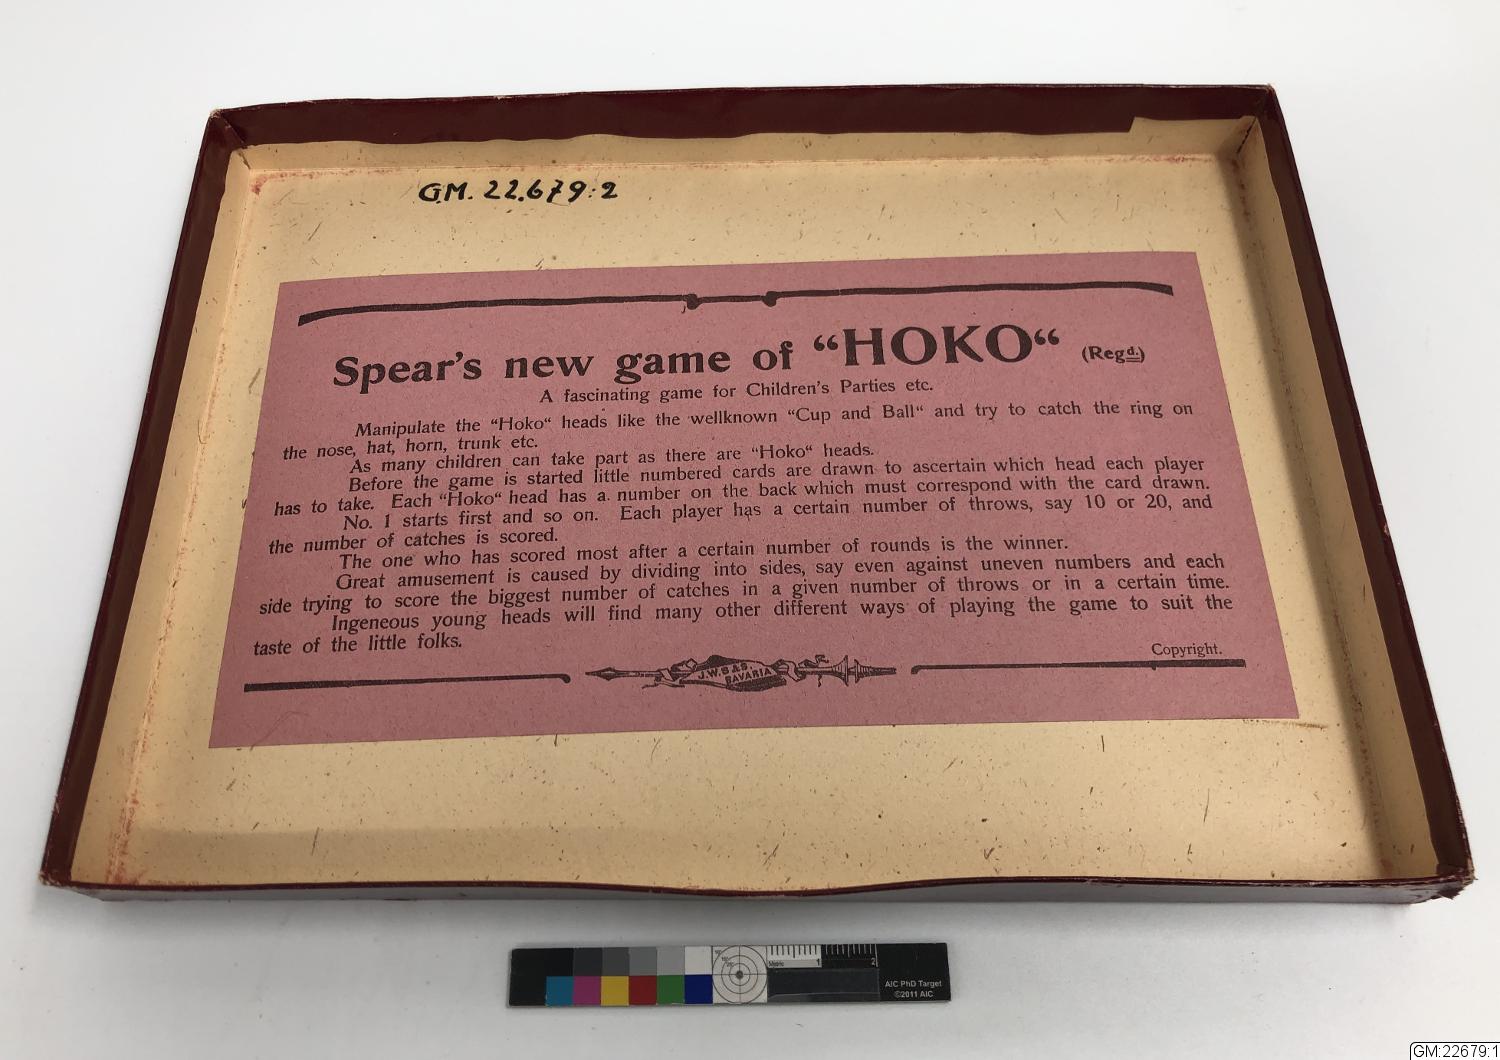 G.M. 22.679:2
Spear's new game of “HOKO“ (Regd.)
A fascinating game for Children's Parties etc.
Manipulate the “Hoko“ heads like the wellknown “Cup and Ball“ and try to catch the ring on
the nose, hat, horn, trunk etc.
As many children can take part as there are “Hoko“ heads.
Before the game is started little numbered cards are drawn to ascertain which head each player
has to take. Each “Hoko“ head has a number on the back which must correspond with the card drawn.
No. 1 starts first and so on. Each player has a certain number of throws, say 10 or 20, and
the number of catches is scored.
The one who has scored most after a certain number of rounds is the winner.
Great amusement is caused by dividing into sides, say even against uneven numbers and each
side trying to score the biggest number of catches in a given number of throws or in a certain time.
Ingeneous young heads will find many other different ways of playing the game to suit the
taste of the little folks.
Copyright.
J.W.S.&S.
BAVARIA
Metric 1 2
AIC PhD Target
©2011 AIC
GM:22679:1